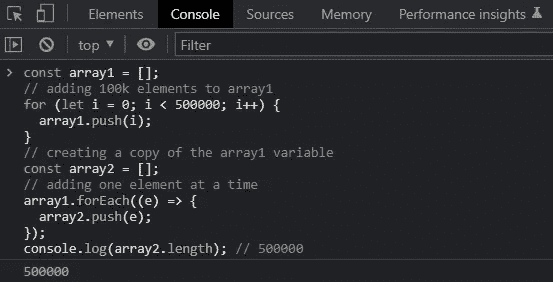 Elements Console Sources Memory Performance insights
top ▼ Filter
> const array1 = [];
// adding 100k elements to array1
for (let i = 0; i < 500000; i++) {
  array1.push(i);
}
// creating a copy of the array1 variable
const array2 = [];
// adding one element at a time
array1.forEach((e) => {
  array2.push(e);
});
console.log(array2.length); // 500000
500000